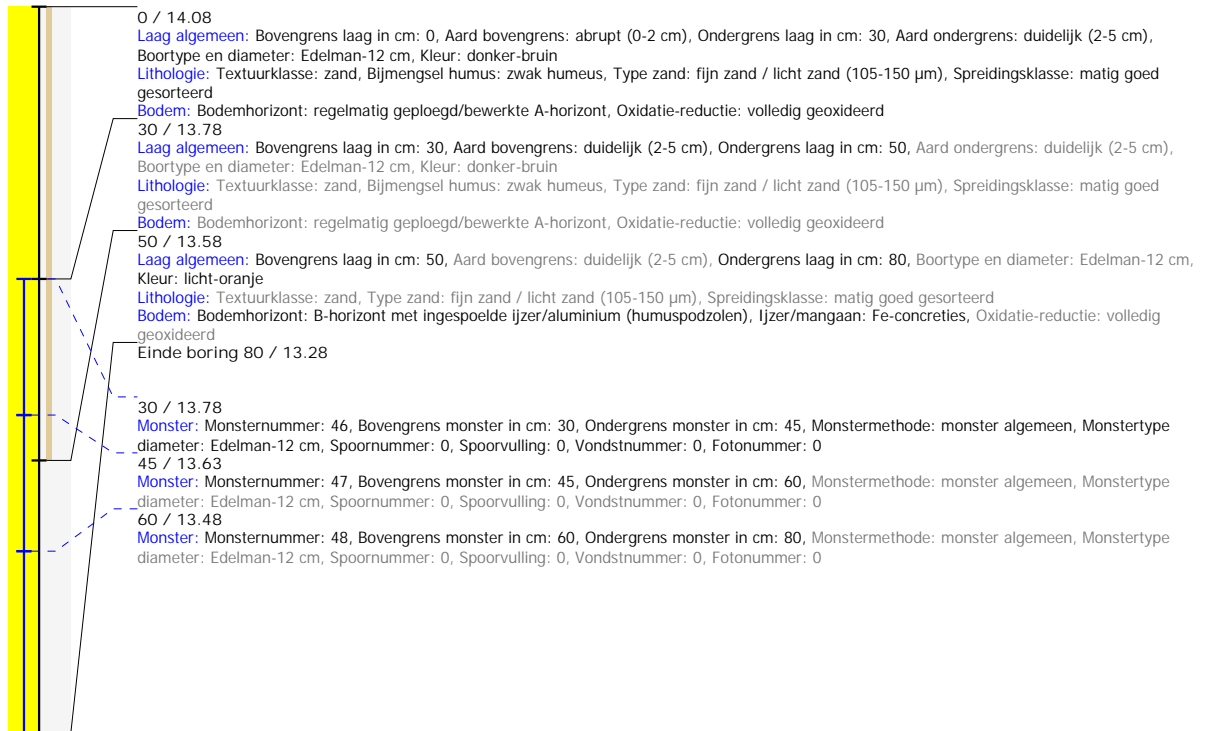 0 / 14.08
Laag algemeen: Bovengrens laag in cm: 0, Aard bovengrens: abrupt (0-2 cm), Ondergrens laag in cm: 30, Aard ondergrens: duidelijk (2-5 cm),
Boortype en diameter: Edelman-12 cm, Kleur: donker-bruin
Lithologie: Textuurklasse: zand, Bijmengsel humus: zwak humeus, Type zand: fijn zand / licht zand (105-150 µm), Spreidingsklasse: matig goed
gesorteerd
Bodem: Bodemhorizont: regelmatig geploegd/bewerkte A-horizont, Oxidatie-reductie: volledig geoxideerd
30 / 13.78
Laag algemeen: Bovengrens laag in cm: 30, Aard bovengrens: duidelijk (2-5 cm), Ondergrens laag in cm: 50, Aard ondergrens: duidelijk (2-5 cm),
Boortype en diameter: Edelman-12 cm, Kleur: donker-bruin
Lithologie: Textuurklasse: zand, Bijmengsel humus: zwak humeus, Type zand: fijn zand / licht zand (105-150 µm), Spreidingsklasse: matig goed
gesorteerd
Bodem: Bodemhorizont: regelmatig geploegd/bewerkte A-horizont, Oxidatie-reductie: volledig geoxideerd
50 / 13.58
Laag algemeen: Bovengrens laag in cm: 50, Aard bovengrens: duidelijk (2-5 cm), Ondergrens laag in cm: 80, Boortype en diameter: Edelman-12 cm,
Kleur: licht-oranje
Lithologie: Textuurklasse: zand, Type zand: fijn zand / licht zand (105-150 µm), Spreidingsklasse: matig goed gesorteerd
Bodem: Bodemhorizont: B-horizont met ingespoelde ijzer/aluminium (humuspodzolen), Ijzer/mangaan: Fe-concreties, Oxidatie-reductie: volledig
geoxideerd
Einde boring 80 / 13.28
30 / 13.78
Monster: Monsternummer: 46, Bovengrens monster in cm: 30, Ondergrens monster in cm: 45, Monstermethode: monster algemeen, Monstertype
diameter: Edelman-12 cm, Spoornummer: 0, Spoorvulling: 0, Vondstnummer: 0, Fotonummer: 0
45 / 13.63
Monster: Monsternummer: 47, Bovengrens monster in cm: 45, Ondergrens monster in cm: 60, Monstermethode: monster algemeen, Monstertype
diameter: Edelman-12 cm, Spoornummer: 0, Spoorvulling: 0, Vondstnummer: 0, Fotonummer: 0
60 / 13.48
Monster: Monsternummer: 48, Bovengrens monster in cm: 60, Ondergrens monster in cm: 80, Monstermethode: monster algemeen, Monstertype
diameter: Edelman-12 cm, Spoornummer: 0, Spoorvulling: 0, Vondstnummer: 0, Fotonummer: 0